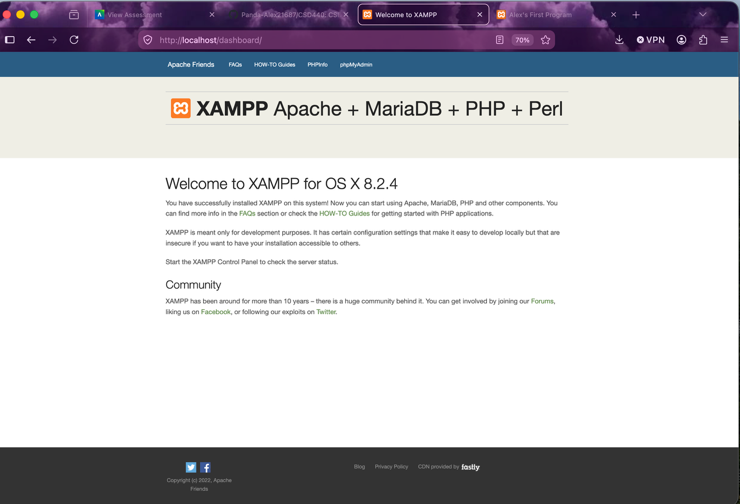 View Assessment
Welcome to XAMPP
Alex's First Program
http://localhost/dashboard/
70%
VPN
Apache Friends
FAQs
HOW-TO Guides
PHPInfo
phpMyAdmin
XAMPP Apache + MariaDB + PHP + Perl
Welcome to XAMPP for OS X 8.2.4
You have successfully installed XAMPP on this system! Now you can start using Apache, MariaDB, PHP and other components. You
can find more info in the FAQs section or check the HOW-TO Guides for getting started with PHP applications.
XAMPP is meant only for development purposes. It has certain configuration settings that make it easy to develop locally but that are
insecure if you want to have your installation accessible to others.
Start the XAMPP Control Panel to check the server status.
Community
XAMPP has been around for more than 10 years – there is a huge community behind it. You can get involved by joining our Forums,
liking us on Facebook, or following our exploits on Twitter.
Blog
Privacy Policy
CDN provided by fastly
Copyright (c) 2022, Apache
Friends